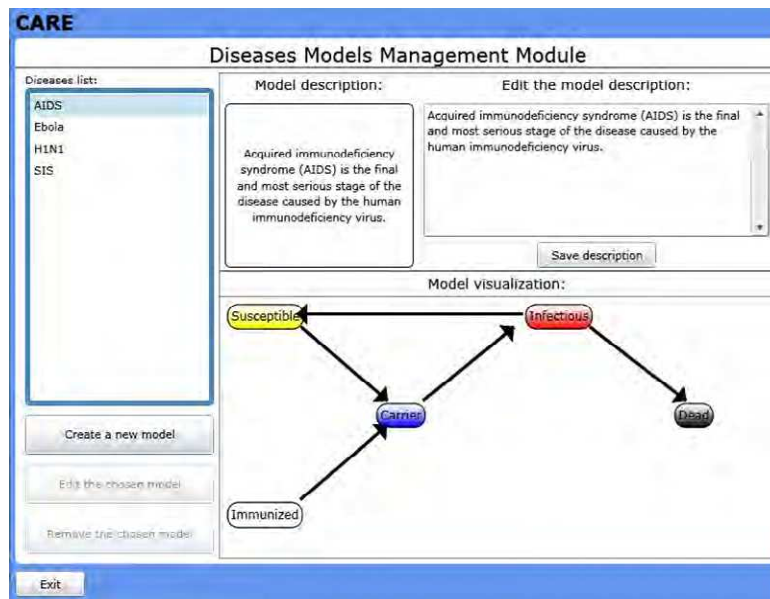 CARE
Diseases Models Management Module
Diseases list:
AIDS
Ebola
H1N1
SIS
Create a new model
Edit the chosen model
Remove the chosen model
Exit
Model description:
Acquired immunodeficiency
syndrome (AIDS) is the final
and most serious stage of the
disease caused by the human
immunodeficiency virus.
Edit the model description:
Acquired immunodeficiency syndrome (AIDS) is the final
and most serious stage of the disease caused by the
human immunodeficiency virus.
Save description
Model visualization:
Susceptible
Infectious
Carrier
Dead
Immunized